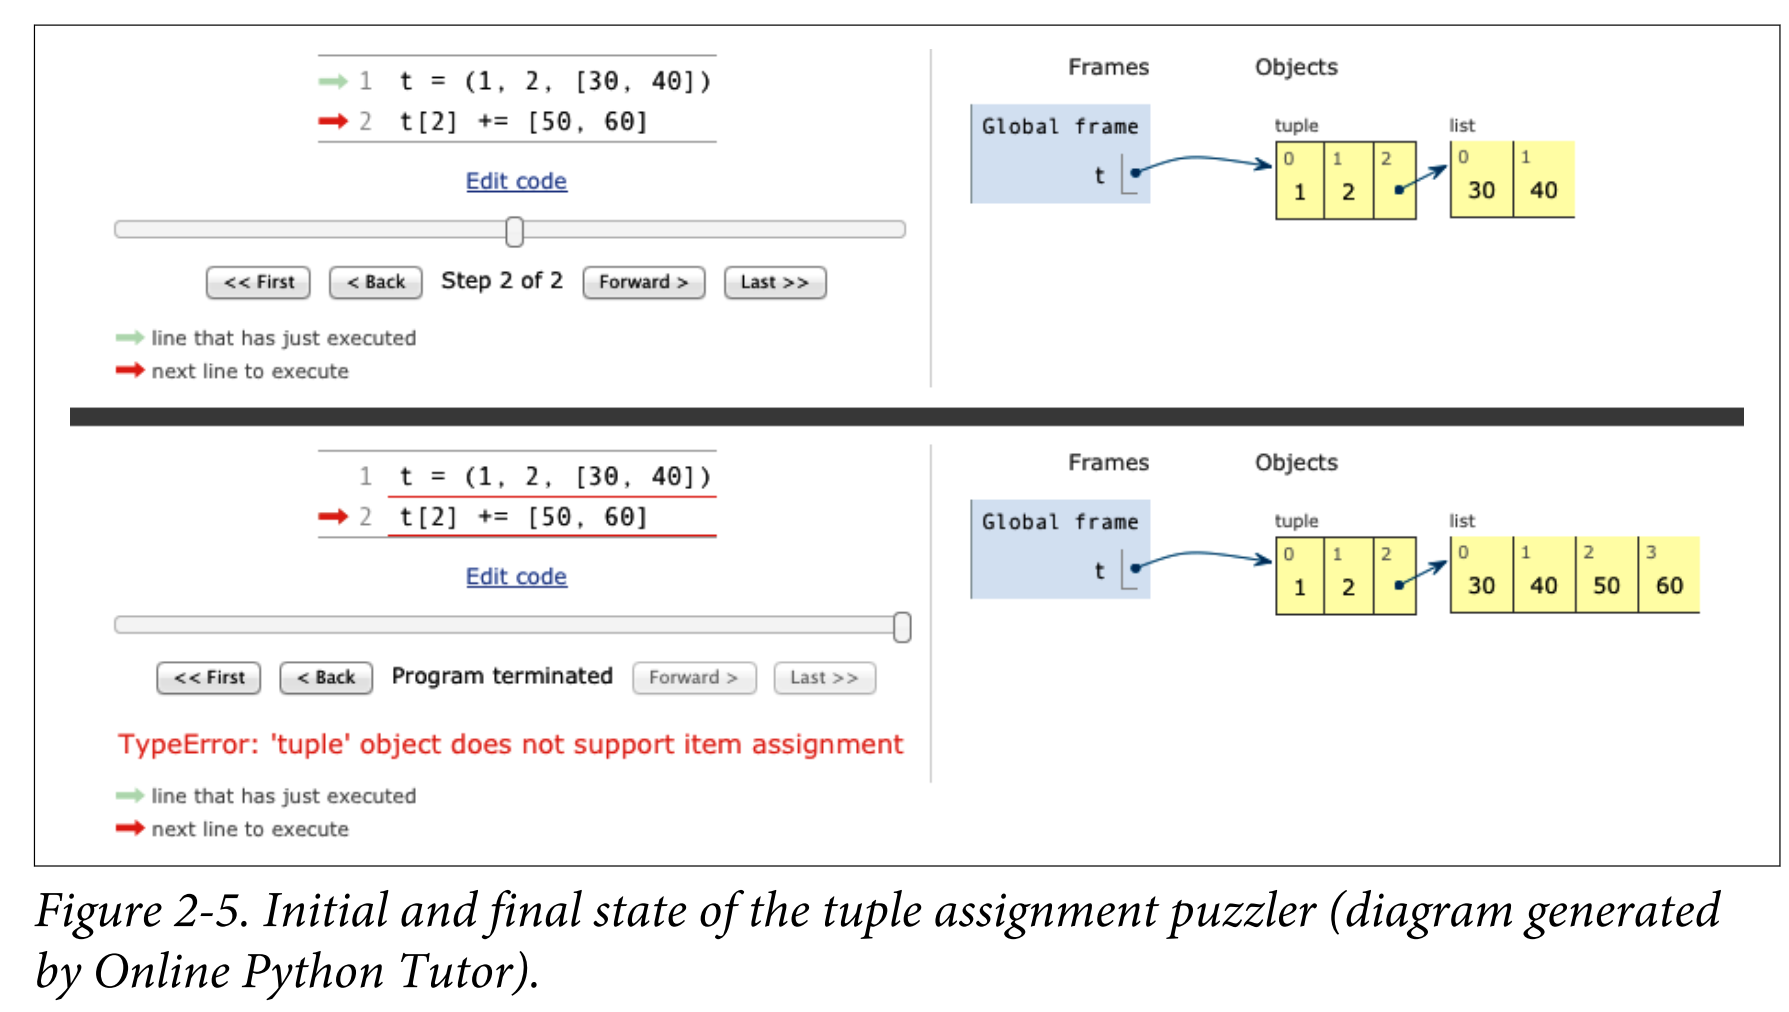 1 t = (1, 2, [30, 40])
2 t[2] += [50, 60]
Edit code
<< First < Back Step 2 of 2 Forward > Last >>
line that has just executed
next line to execute
Frames Objects
Global frame
t
tuple list
0 1 2 0 1
1 2 30 40
1 t = (1, 2, [30, 40])
2 t[2] += [50, 60]
Edit code
<< First < Back Program terminated Forward > Last >>
TypeError: 'tuple' object does not support item assignment
line that has just executed
next line to execute
Frames Objects
Global frame
t
tuple list
0 1 2 0 1 2 3
1 2 30 40 50 60
Figure 2-5. Initial and final state of the tuple assignment puzzler (diagram generated
by Online Python Tutor).